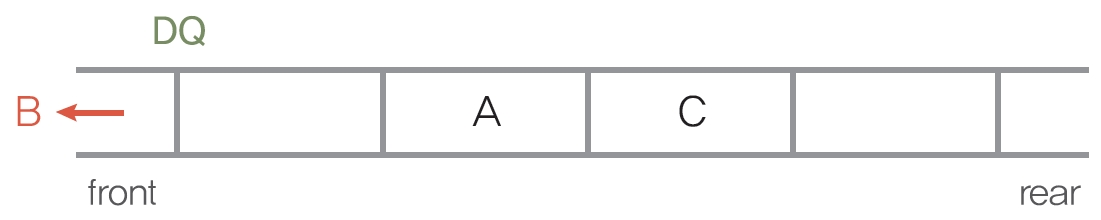 DQ
B A C
front rear